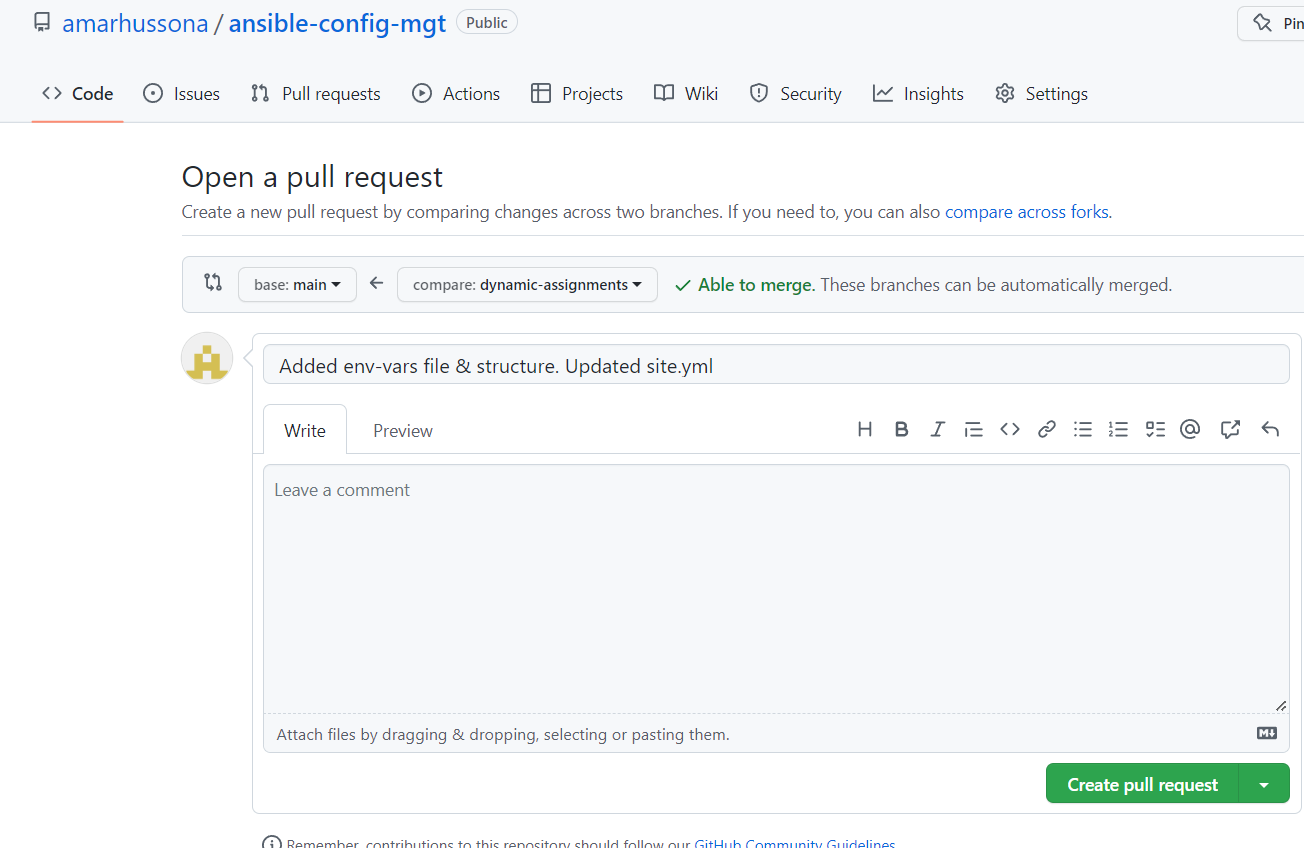 amarhussona / ansible-config-mgt Public
Pin
Code Issues Pull requests Actions Projects Wiki Security Insights Settings
Open a pull request
Create a new pull request by comparing changes across two branches. If you need to, you can also compare across forks.
base: main compare: dynamic-assignments Able to merge. These branches can be automatically merged.
Added env-vars file & structure. Updated site.yml
Write Preview
Leave a comment
Attach files by dragging & dropping, selecting or pasting them.
Create pull request
Remember, contributions to this repository should follow our GitHub Community Guidelines